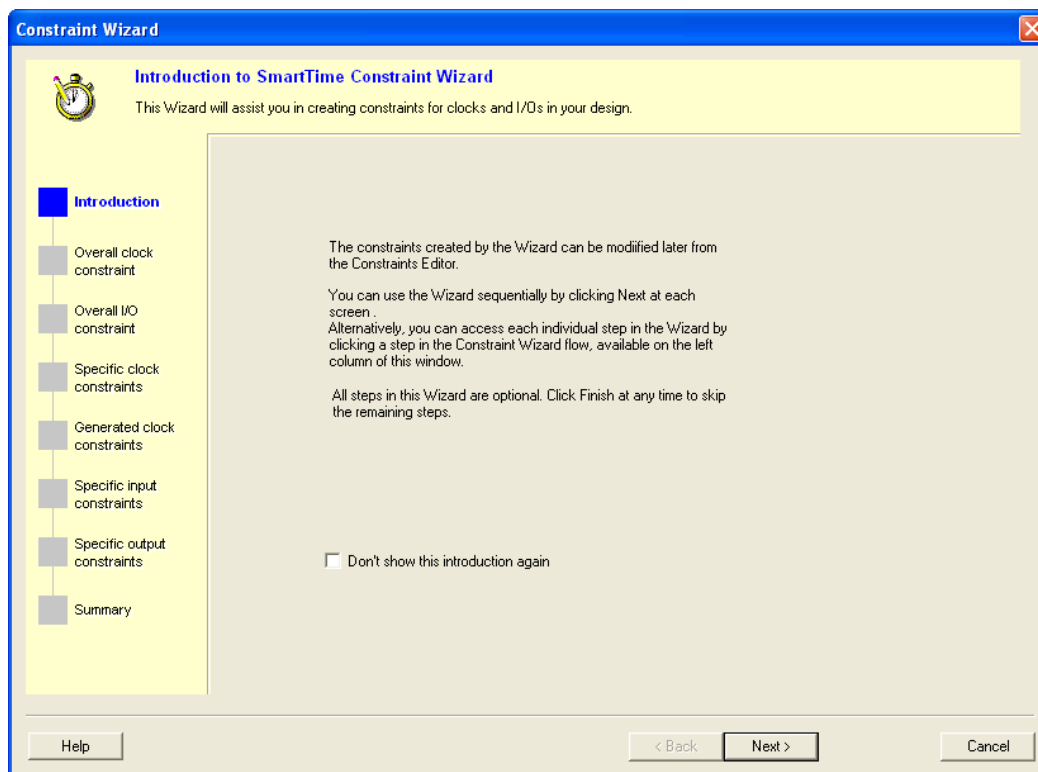 Constraint Wizard
Introduction to SmartTime Constraint Wizard
This Wizard will assist you in creating constraints for clocks and I/Os in your design.
Introduction
Overall clock
constraint
Overall I/O
constraint
Specific clock
constraints
Generated clock
constraints
Specific input
constraints
Specific output
constraints
Summary
The constraints created by the Wizard can be modiified later from
the Constraints Editor.
You can use the Wizard sequentially by clicking Next at each
screen .
Alternatively, you can access each individual step in the Wizard by
clicking a step in the Constraint Wizard flow, available on the left
column of this window.
All steps in this Wizard are optional. Click Finish at any time to skip
the remaining steps.
Don't show this introduction again
Help
< Back
Next >
Cancel